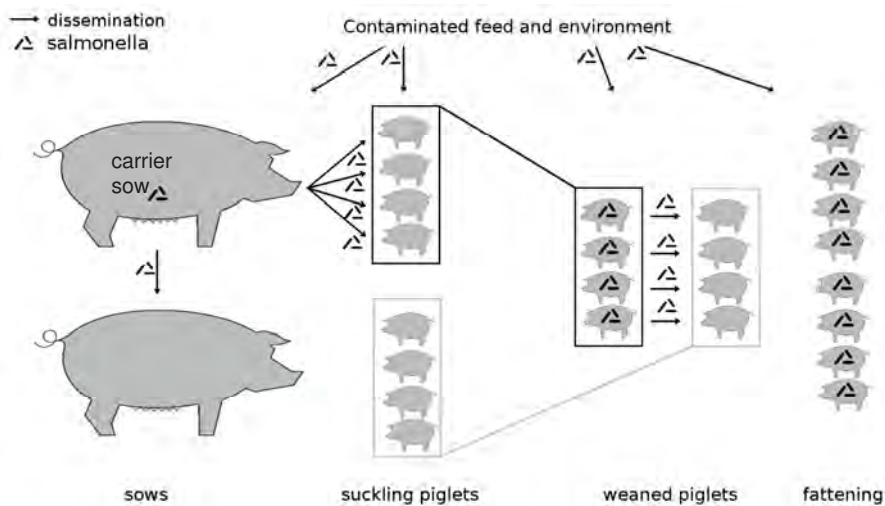 dissemination
salmonella
Contaminated feed and environment
carrier
sow
sows
suckling piglets
weaned piglets
fattening